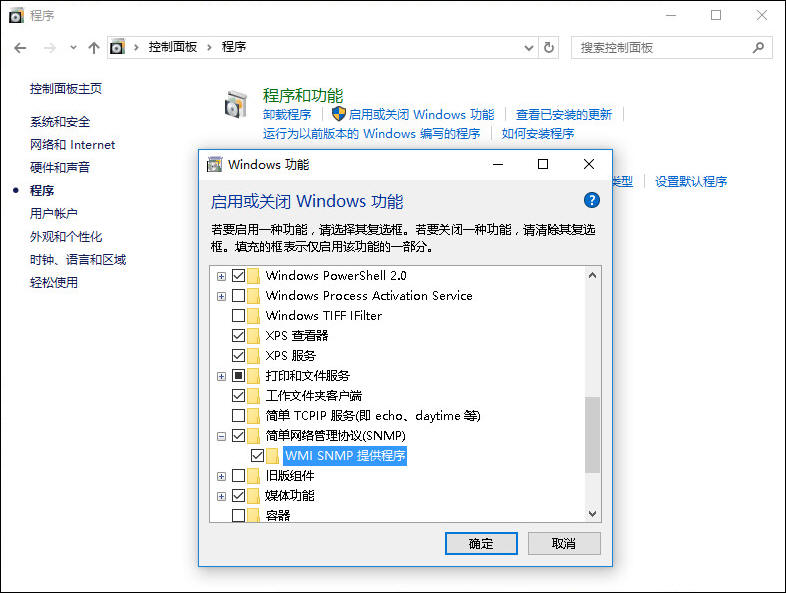 程序
控制面板 › 程序
搜索控制面板
控制面板主页
系统和安全
网络和 Internet
硬件和声音
程序
用户帐户
外观和个性化
时钟、语言和区域
轻松使用
程序和功能
卸载程序 启用或关闭 Windows 功能 查看已安装的更新
运行为以前版本的 Windows 编写的程序 如何安装程序
类型 设置默认程序
Windows 功能
启用或关闭 Windows 功能
若要启用一种功能，请选择其复选框。若要关闭一种功能，请清除其复选
框。填充的框表示仅启用该功能的一部分。
Windows PowerShell 2.0
Windows Process Activation Service
Windows TIFF IFilter
XPS 查看器
XPS 服务
打印和文件服务
工作文件夹客户端
简单 TCPIP 服务(即 echo、daytime 等)
简单网络管理协议(SNMP)
WMI SNMP 提供程序
旧版组件
媒体功能
容器
确定 取消